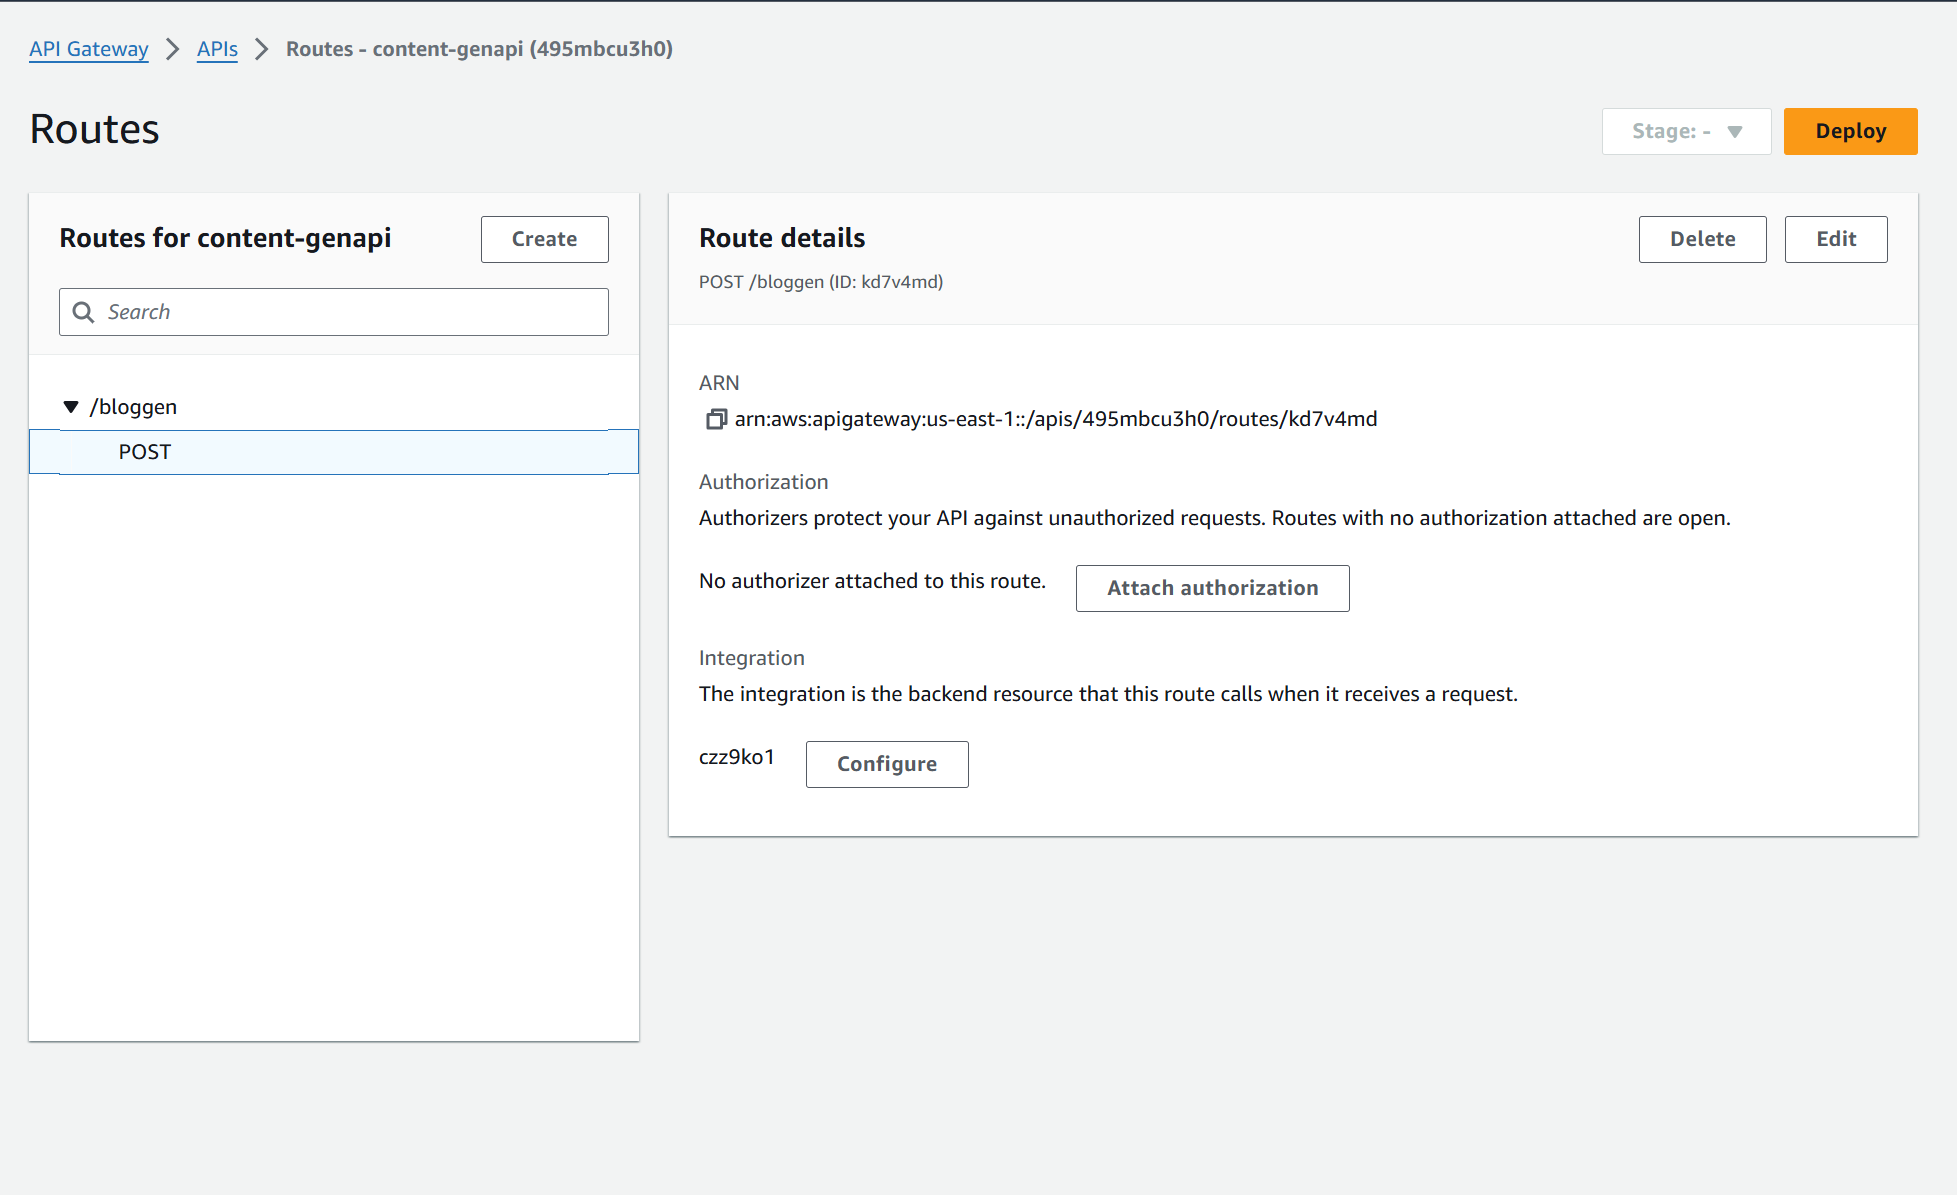 API Gateway > APIs > Routes - content-genapi (495mbcu3h0)
Routes
Stage: -
Deploy
Routes for content-genapi
Create
Search
/bloggen
POST
Route details
Delete
Edit
POST /bloggen (ID: kd7v4md)
ARN
arn:aws:apigateway:us-east-1::/apis/495mbcu3h0/routes/kd7v4md
Authorization
Authorizers protect your API against unauthorized requests. Routes with no authorization attached are open.
No authorizer attached to this route.
Attach authorization
Integration
The integration is the backend resource that this route calls when it receives a request.
czz9ko1
Configure